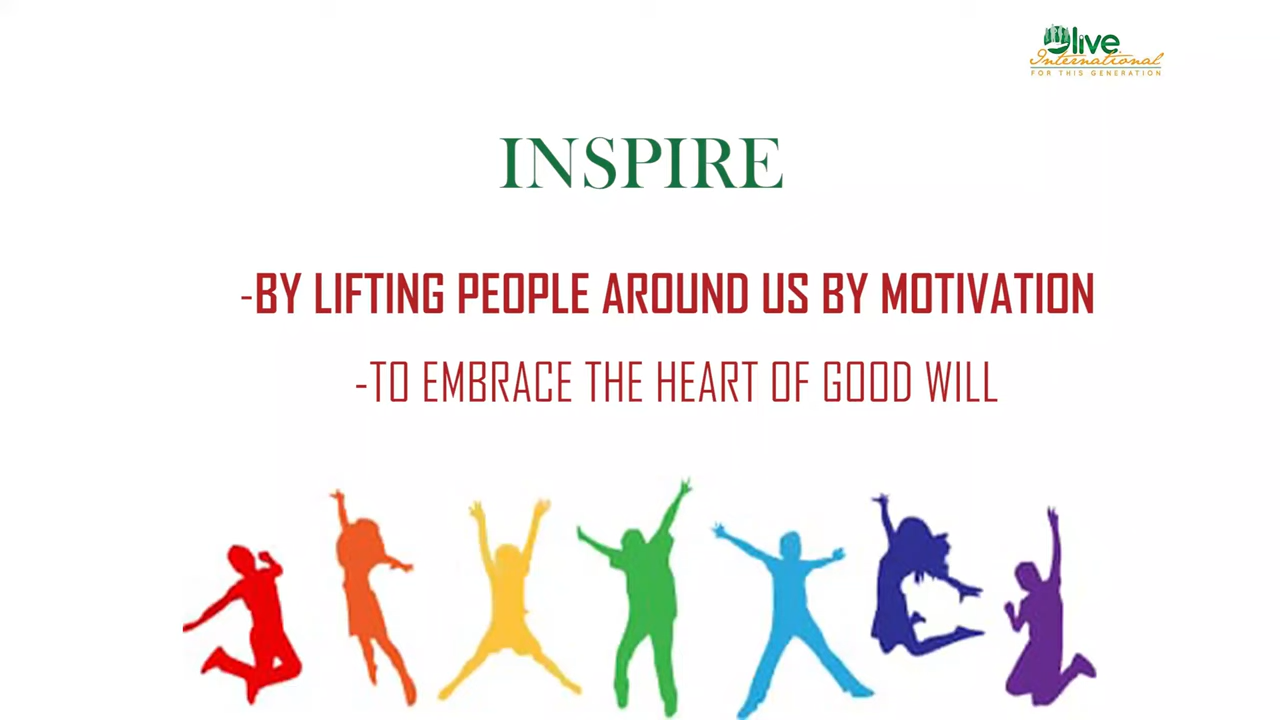 Olive
International
FOR THIS GENERATION
INSPIRE
-BY LIFTING PEOPLE AROUND US BY MOTIVATION
-TO EMBRACE THE HEART OF GOOD WILL